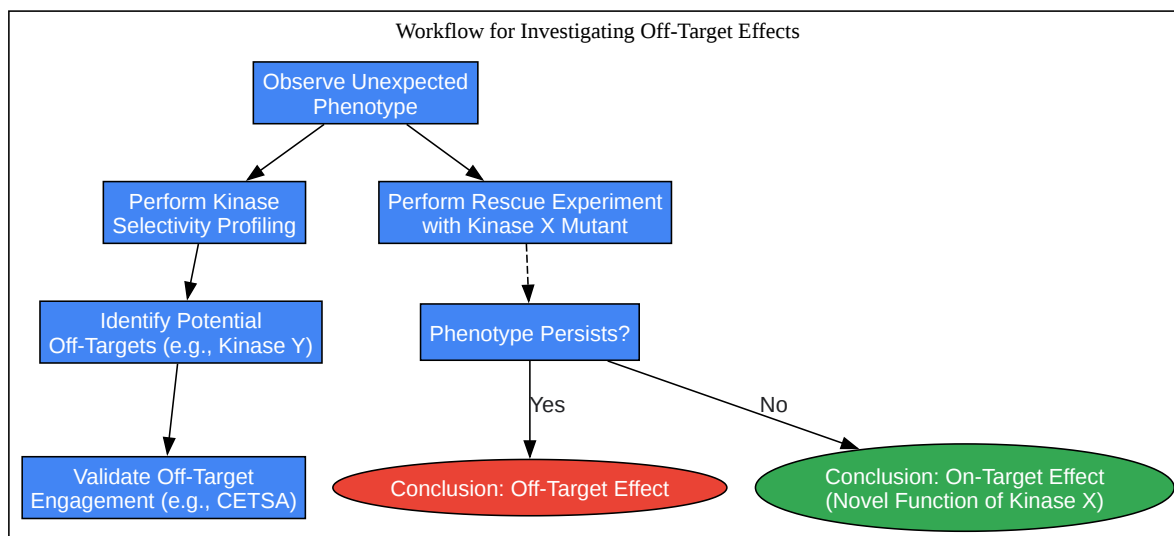 Workflow for Investigating Off-Target Effects
Observe Unexpected
Phenotype
Perform Kinase
Selectivity Profiling
Perform Rescue Experiment
with Kinase X Mutant
Identify Potential
Off-Targets (e.g., Kinase Y)
Phenotype Persists?
Yes
No
Validate Off-Target
Engagement (e.g., CETSA)
Conclusion: Off-Target Effect
Conclusion: On-Target Effect
(Novel Function of Kinase X)